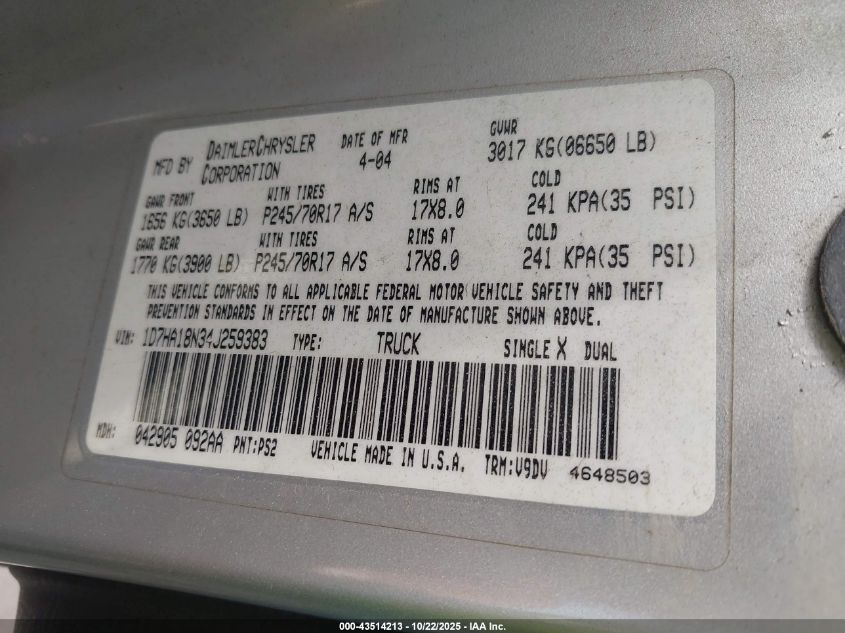 MFD BY DAIMLERCHRYSLER CORPORATION DATE OF MFR 4-04 GVWR 3017 KG(06650 LB)
GAWR FRONT WITH TIRES RIMS AT COLD
1656 KG(3650 LB) P245/70R17 A/S 17X8.0 241 KPA(35 PSI)
GAWR REAR WITH TIRES RIMS AT COLD
1770 KG(3900 LB) P245/70R17 A/S 17X8.0 241 KPA(35 PSI)
THIS VEHICLE CONFORMS TO ALL APPLICABLE FEDERAL MOTOR VEHICLE SAFETY AND THEFT
PREVENTION STANDARDS IN EFFECT ON THE DATE OF MANUFACTURE SHOWN ABOVE.
VIN: 1D7HA18N34J259383 TYPE: TRUCK SINGLE X DUAL
MDH: 042905 092AA PNT:PS2 VEHICLE MADE IN U.S.A. TRM:V9DV 4648503
000-43514213 - 10/22/2025 - IAA Inc.